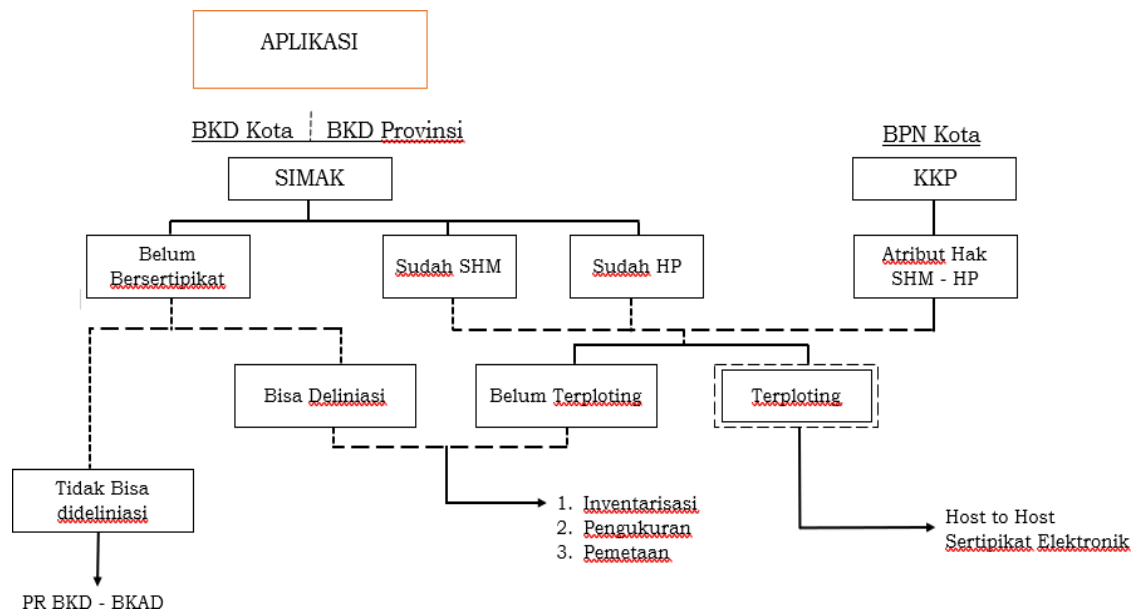 APLIKASI
BKD Kota BKD Provinsi
BPN Kota
SIMAK
KKP
Belum
Bersertipikat
Sudah SHM
Sudah HP
Atribut Hak
SHM - HP
Bisa Deliniasi
Belum Terploting
Terploting
Tidak Bisa
dideliniasi
1. Inventarisasi
2. Pengukuran
3. Pemetaan
Host to Host
Sertipikat Elektronik
PR BKD - BKAD